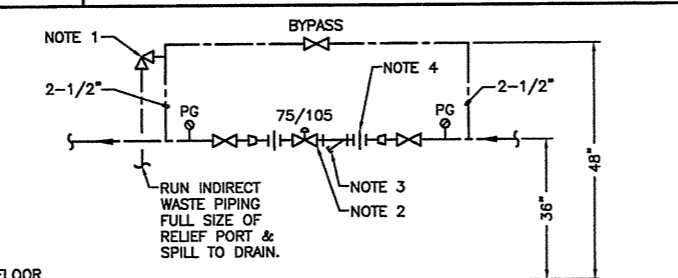 BYPASS
NOTE 1
NOTE 4
2-1/2"
2-1/2"
PG
75/105
PG
NOTE 3
NOTE 2
RUN INDIRECT
WASTE PIPING
FULL SIZE OF
RELIEF PORT &
SPILL TO DRAIN.
36"
48"
FLOOR